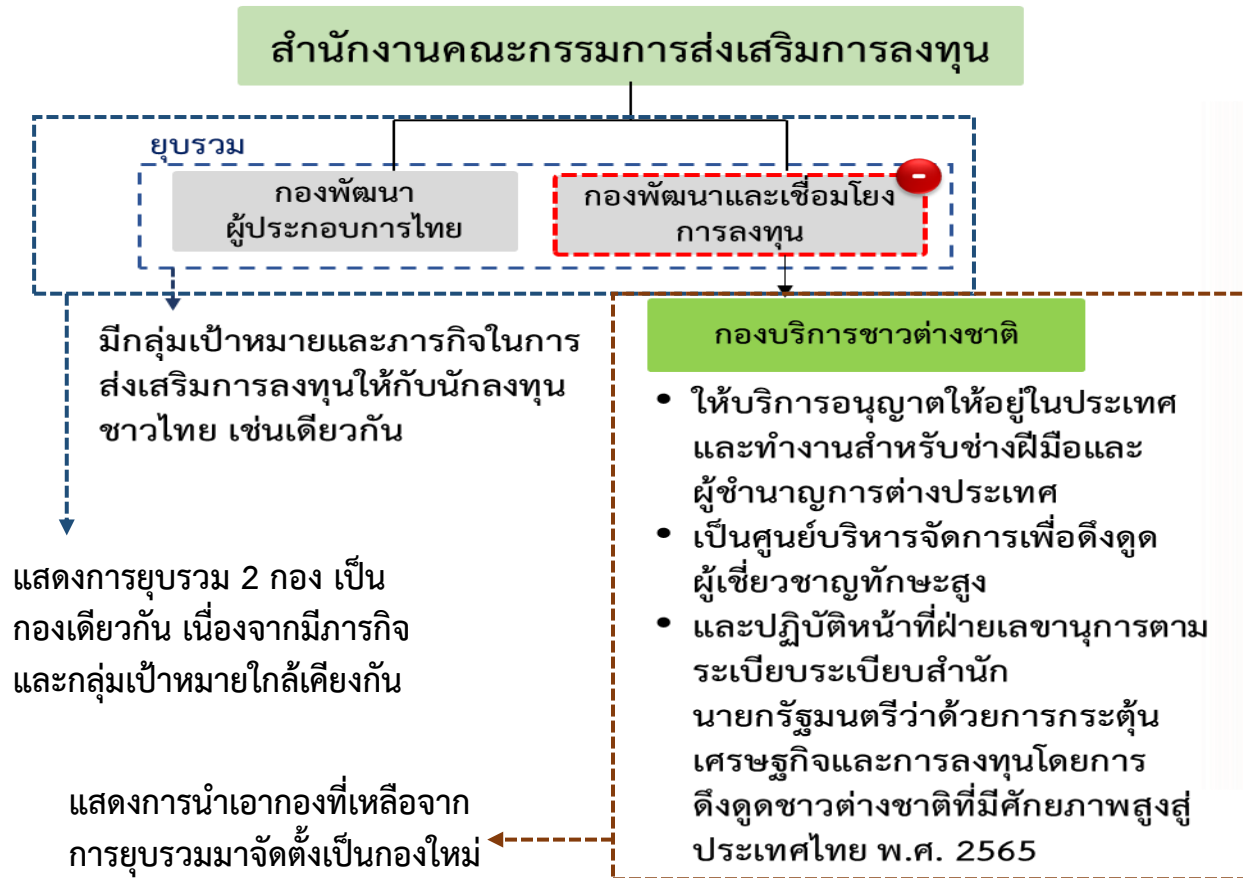 สำนักงานคณะกรรมการส่งเสริมการลงทุน
ยุบรวม
กองพัฒนา
ผู้ประกอบการไทย
กองพัฒนาและเชื่อมโยง
การลงทุน
-
มีกลุ่มเป้าหมายและภารกิจในการ
ส่งเสริมการลงทุนให้กับนักลงทุน
ชาวไทย เช่นเดียวกัน
แสดงการยุบรวม 2 กอง เป็น
กองเดียวกัน เนื่องจากมีภารกิจ
และกลุ่มเป้าหมายใกล้เคียงกัน
กองบริการชาวต่างชาติ
• ให้บริการอนุญาตให้อยู่ในประเทศ
และทำงานสำหรับช่างฝีมือและ
ผู้ชำนาญการต่างประเทศ
• เป็นศูนย์บริหารจัดการเพื่อดึงดูด
ผู้เชี่ยวชาญทักษะสูง
• และปฏิบัติหน้าที่ฝ่ายเลขานุการตาม
ระเบียบระเบียบสำนัก
นายกรัฐมนตรีว่าด้วยการกระตุ้น
เศรษฐกิจและการลงทุนโดยการ
ดึงดูดชาวต่างชาติที่มีศักยภาพสูงสู่
ประเทศไทย พ.ศ. 2565
แสดงการนำเอากองที่เหลือจาก
การยุบรวมมาจัดตั้งเป็นกองใหม่